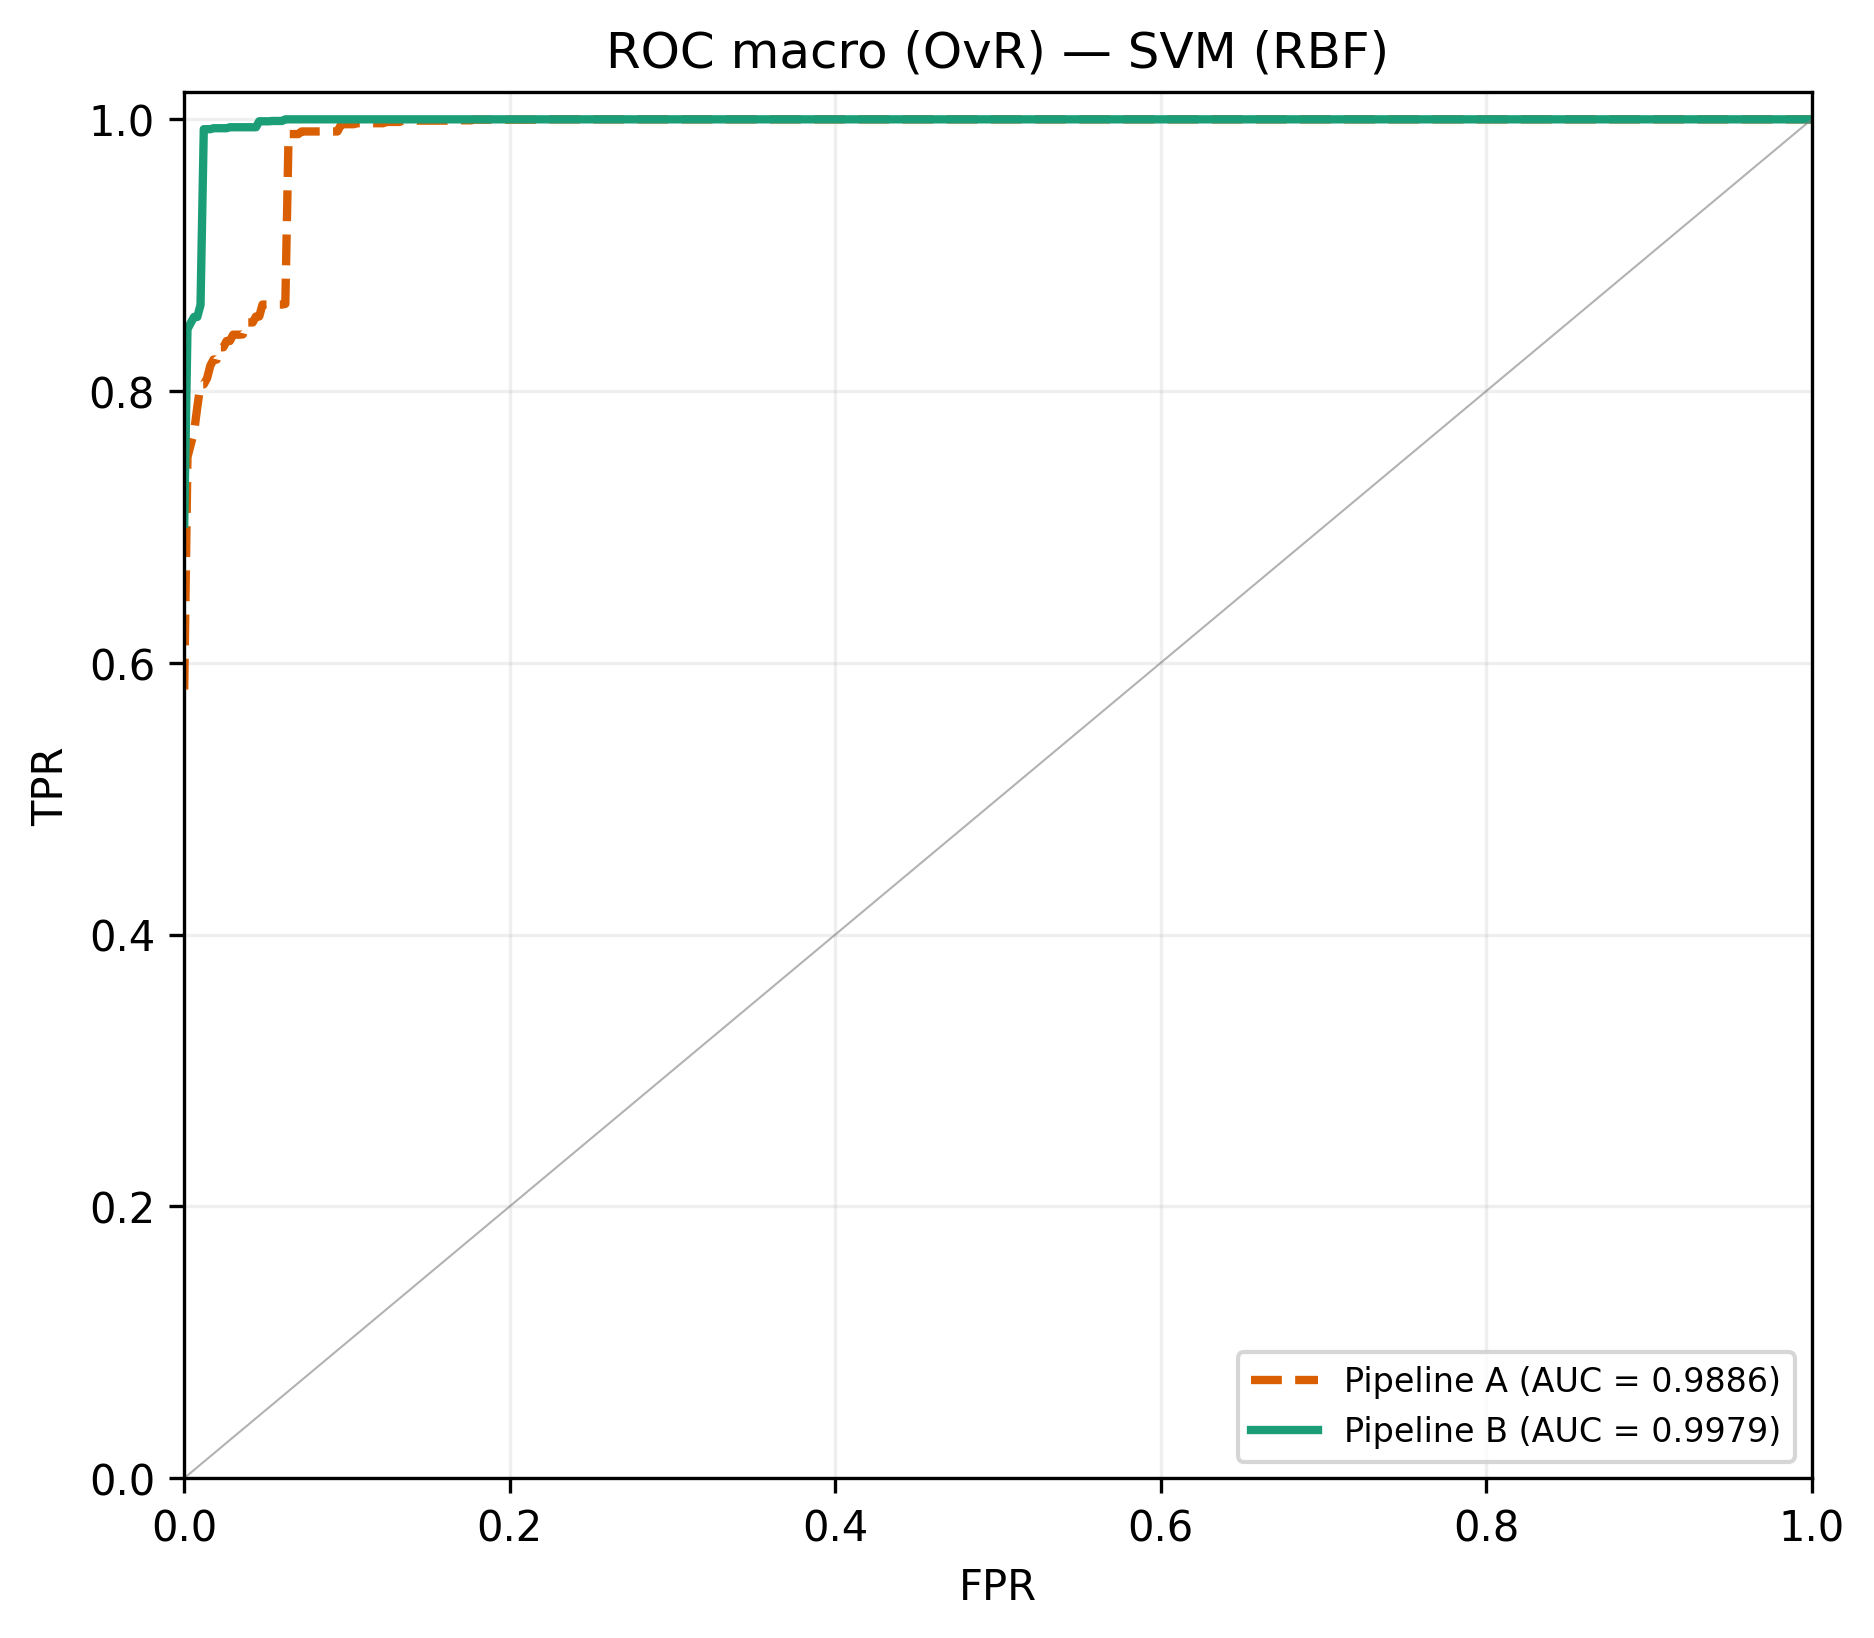 ROC macro (OvR) — SVM (RBF)
1.0
0.8
0.6
0.4
0.2
0.0
TPR
0.0 0.2 0.4 0.6 0.8 1.0
FPR
Pipeline A (AUC = 0.9886)
Pipeline B (AUC = 0.9979)